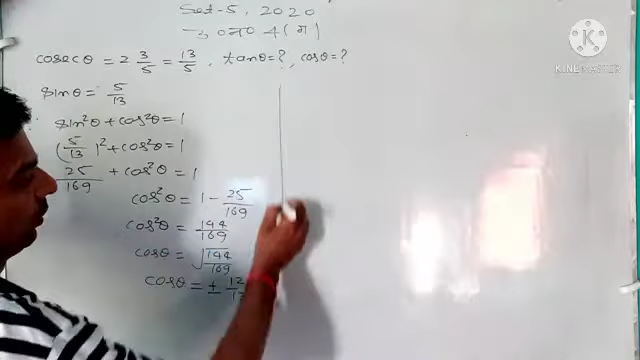 Set-5, 2020
→ प्र०न० 4 (ग)
cosecθ = 2 3/5 = 13/5, tanθ = ?, cosθ = ?
sinθ = 5/13
sin²θ + cos²θ = 1
(5/13)² + cos²θ = 1
25/169 + cos²θ = 1
cos²θ = 1 - 25/169
cos²θ = 144/169
cosθ = √144/169
cosθ = ± 12/13
KINEMASTER